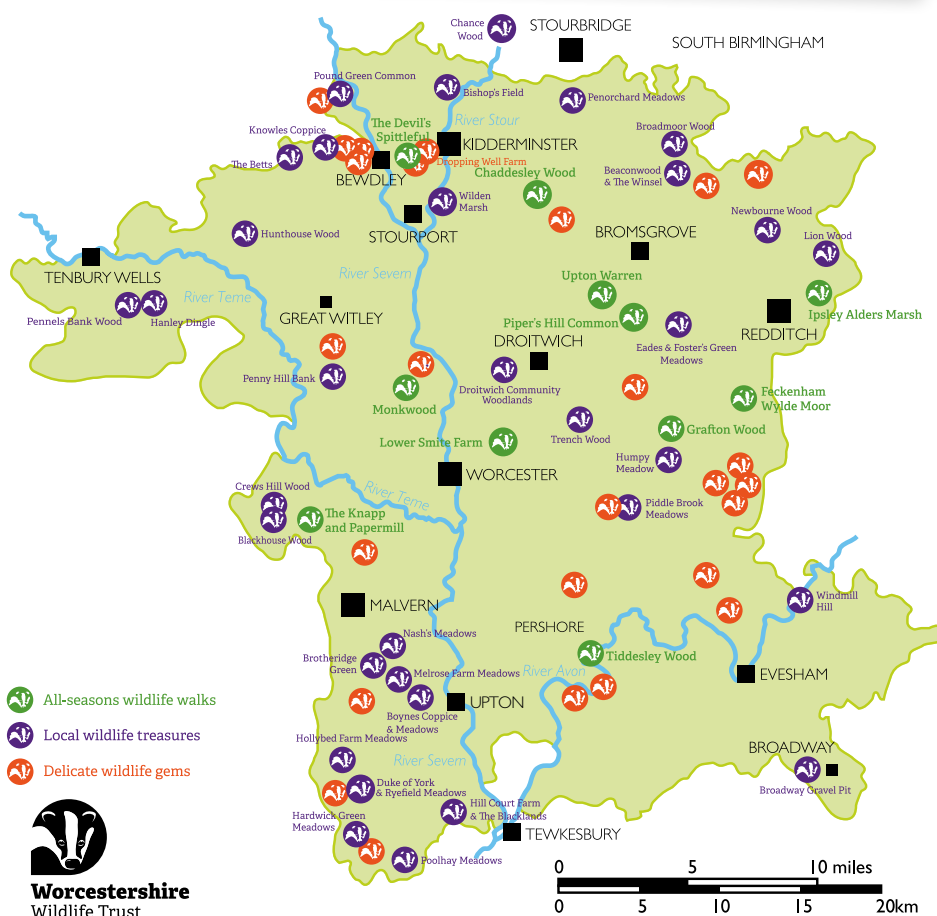 Chance
Wood
STOURBRIDGE
SOUTH BIRMINGHAM
Pound Green Common
Bishop's Field
Penorchard Meadows
River Stour
The Devil's
Spittleful
Knowles Coppice
Broadmoor Wood
KIDDERMINSTER
The Betts
Dropping Well Farm
BEWDLEY
Chaddesley Wood
Beaconwood
& The Winsel
Wilden
Marsh
Newbourne Wood
Hunthouse Wood
STOURPORT
BROMSGROVE
Lion Wood
TENBURY WELLS
River Severn
Upton Warren
River Teme
Pennels Bank Wood
Hanley Dingle
GREAT WITLEY
Piper's Hill Common
Ipsley Alders Marsh
REDDITCH
DROITWICH
Eades & Foster's Green
Meadows
Penny Hill Bank
Droitwich Community
Woodlands
Monkwood
Feckenham
Wylde Moor
Lower Smite Farm
Trench Wood
Grafton Wood
Humpy
Meadow
WORCESTER
Crews Hill Wood
River Teme
Piddle Brook
Meadows
The Knapp
and Papermill
Blackhouse Wood
MALVERN
Windmill
Hill
PERSHORE
Nash's Meadows
Brotheridge
Green
Tiddesley Wood
Melrose Farm Meadows
River Avon
EVESHAM
All-seasons wildlife walks
UPTON
Boynes Coppice
& Meadows
Local wildlife treasures
Hollybed Farm Meadows
BROADWAY
River Severn
Delicate wildlife gems
Duke of York
& Ryefield Meadows
Broadway Gravel Pit
Hill Court Farm
& The Blacklands
Hardwick Green
Meadows
TEWKESBURY
Poolhay Meadows
0 5 10 miles
0 5 10 15 20km
Worcestershire
Wildlife Trust